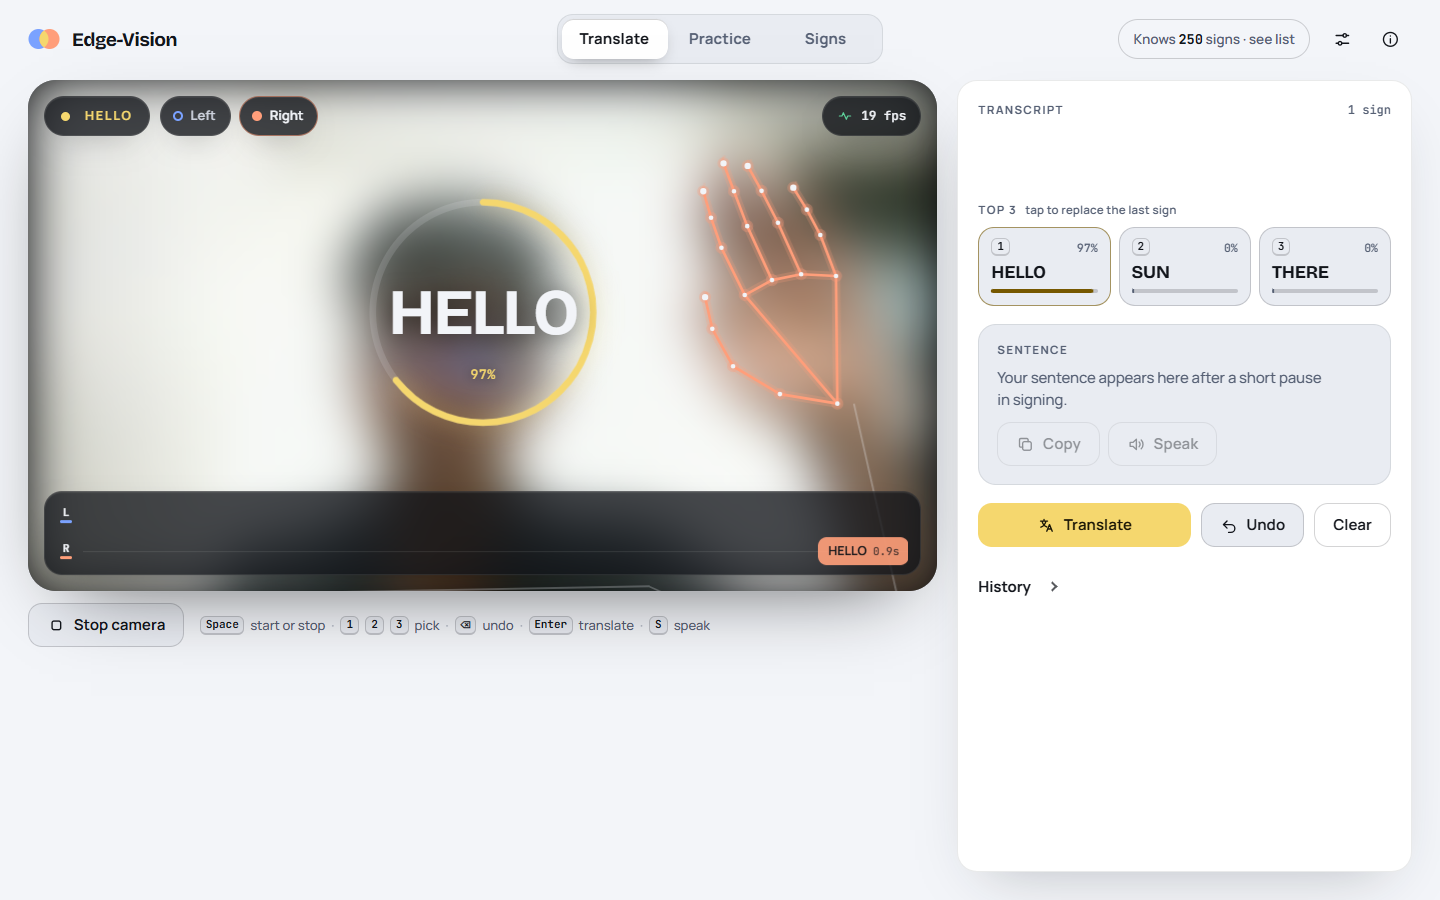 Edge-Vision
Translate
Practice
Signs
Knows 250 signs · see list
HELLO
Left
Right
19 fps
HELLO
97%
L
R
HELLO 0.9s
Stop camera
Space start or stop · 1 2 3 pick · ⌫ undo · Enter translate · S speak
TRANSCRIPT
1 sign
TOP 3 tap to replace the last sign
1 97%
HELLO
2 0%
SUN
3 0%
THERE
SENTENCE
Your sentence appears here after a short pause
in signing.
Copy
Speak
Translate
Undo
Clear
History